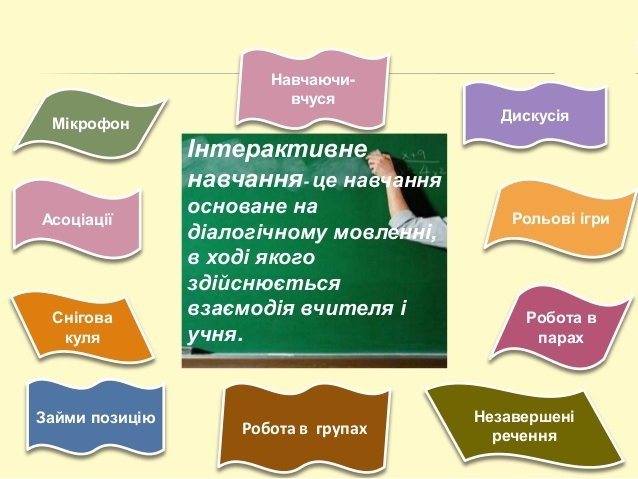 Навчаючи-
вчуся
Мікрофон
Дискусія
Інтерактивне
навчання- це навчання
основане на
діалогічному мовленні,
в ході якого
здійснюється
взаємодія вчителя і
учня.
Асоціації
Рольові ігри
Снігова
куля
Робота в
парах
Займи позицію
Робота в групах
Незавершені
речення